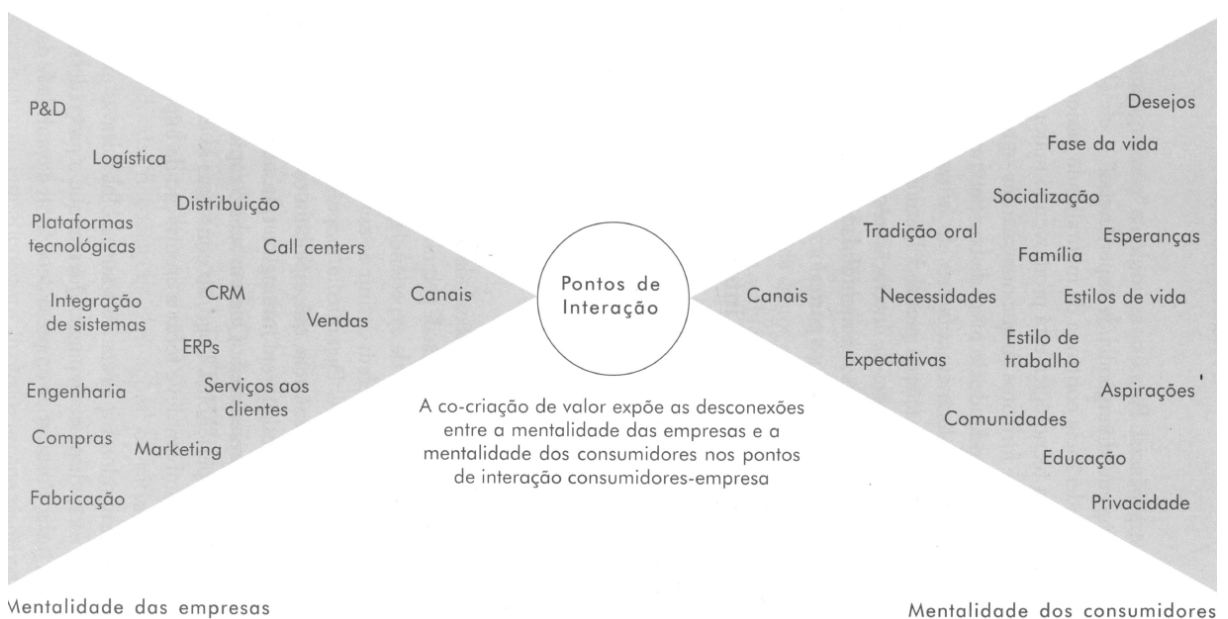 P&D
Logística
Distribuição
Plataformas
tecnológicas
Call centers
CRM
Integração
de sistemas
Vendas
Canais
ERPs
Engenharia
Serviços aos
clientes
Compras
Marketing
Fabricação
Mentalidade das empresas
Pontos de
Interação
A co-criação de valor expõe as desconexões
entre a mentalidade das empresas e a
mentalidade dos consumidores nos pontos
de interação consumidores-empresa
Desejos
Fase da vida
Socialização
Tradição oral
Esperanças
Família
Canais
Necessidades
Estilos de vida
Estilo de
trabalho
Expectativas
Aspirações
Comunidades
Educação
Privacidade
Mentalidade dos consumidores